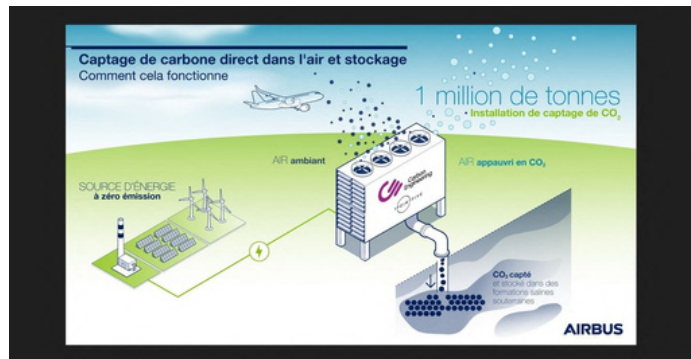 Captage de carbone direct dans l'air et stockage
Comment cela fonctionne
1 million de tonnes
Installation de captage de CO₂
AIR ambiant
AIR appauvri en CO₂
SOURCE D'ÉNERGIE
à zéro émission
Carbon
Engineering
CO₂ capté
et stocké dans des
formations salines
souterraines
AIRBUS